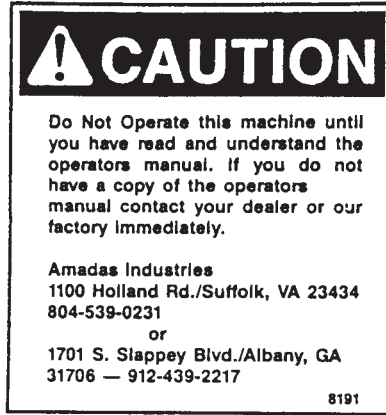 CAUTION
Do Not Operate this machine until
you have read and understand the
operators manual. If you do not
have a copy of the operators
manual contact your dealer or our
factory immediately.
Amadas Industries
1100 Holland Rd./Suffolk, VA 23434
804-539-0231
or
1701 S. Slappey Blvd./Albany, GA
31706 — 912-439-2217
8191